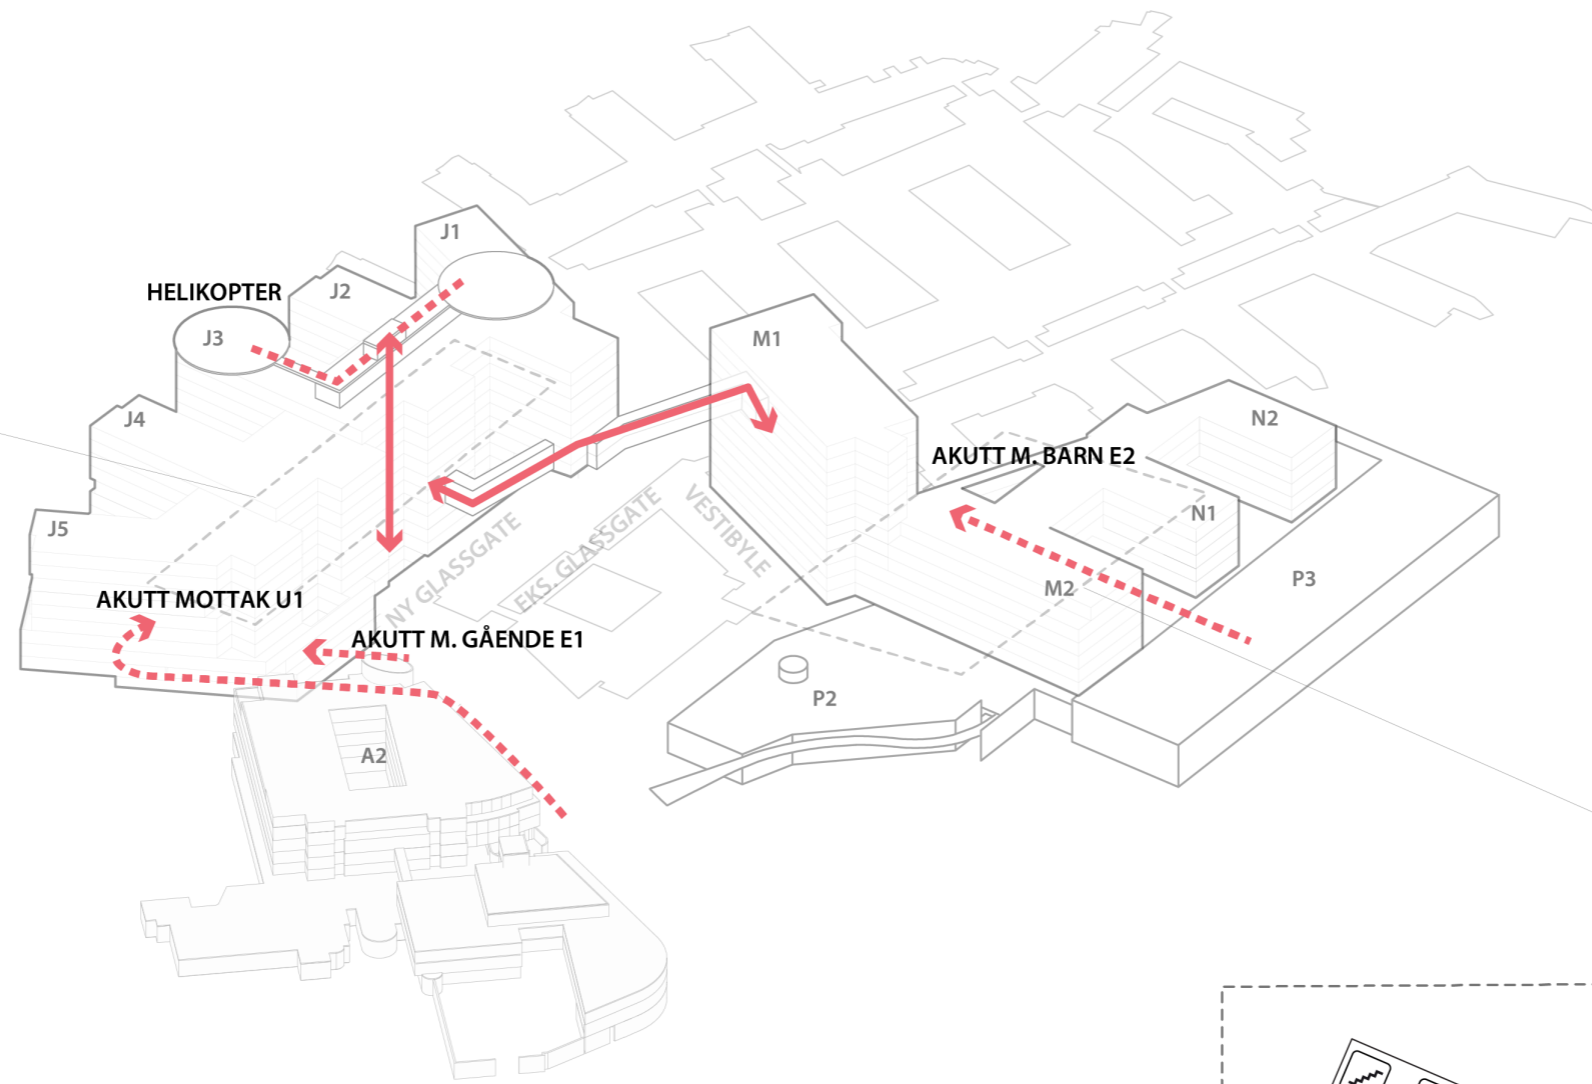 J1
HELIKOPTER
J2
J3
M1
J4
N2
AKUTT M. BARN E2
J5
N1
NY GLASSGATE
EKS. GLASSGATE
VESTIBYLE
P3
M2
AKUTT MOTTAK U1
AKUTT M. GÅENDE E1
P2
A2